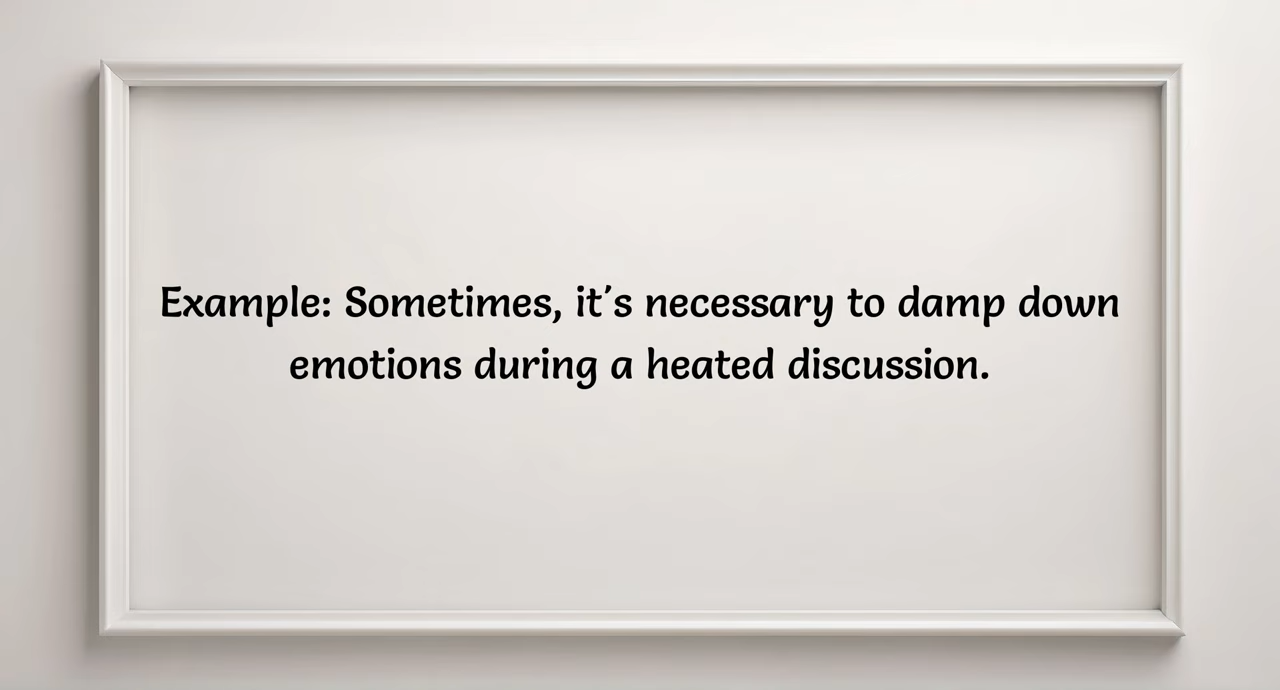 Example: Sometimes, it's necessary to damp down
emotions during a heated discussion.